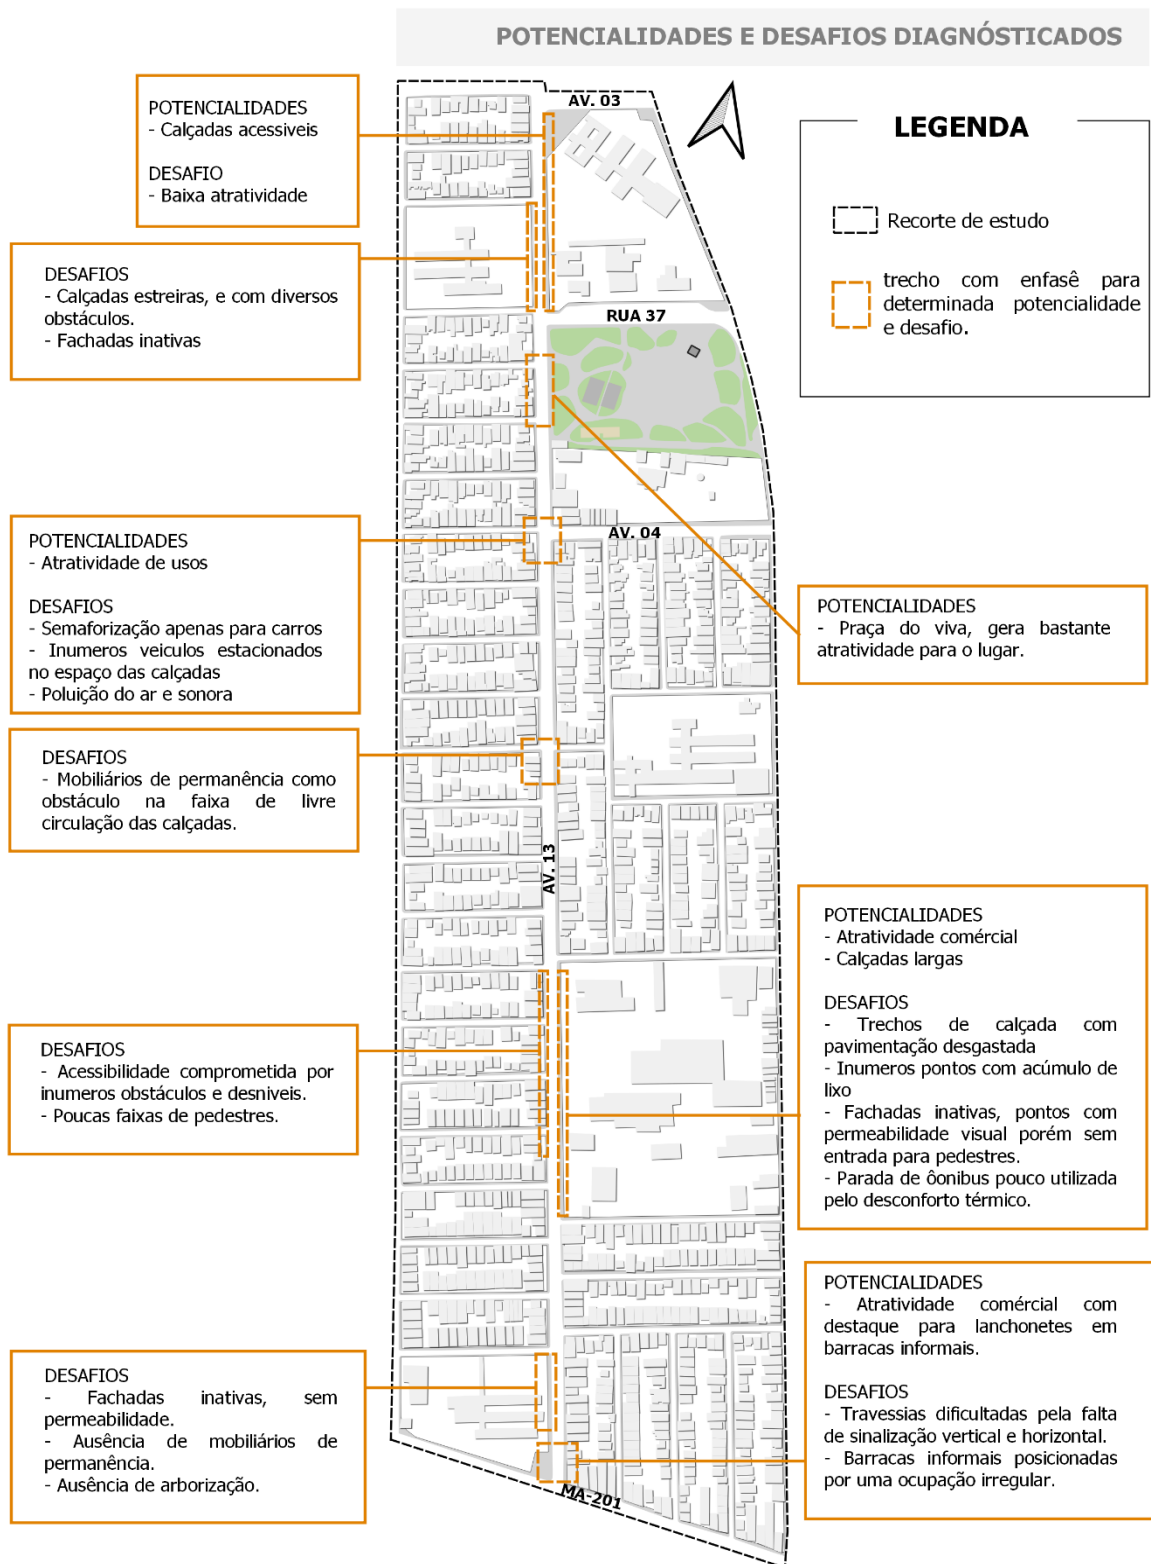 POTENCIALIDADES E DESAFIOS DIAGNÓSTICADOS
POTENCIALIDADES
- Calçadas acessiveis
DESAFIO
- Baixa atratividade
DESAFIOS
- Calçadas estreiras, e com diversos
obstáculos.
- Fachadas inativas
POTENCIALIDADES
- Atratividade de usos
DESAFIOS
- Semaforização apenas para carros
- Inumeros veiculos estacionados
no espaço das calçadas
- Poluição do ar e sonora
DESAFIOS
- Mobiliários de permanência como
obstáculo na faixa de livre
circulação das calçadas.
DESAFIOS
- Acessibilidade comprometida por
inumeros obstáculos e desniveis.
- Poucas faixas de pedestres.
DESAFIOS
- Fachadas inativas, sem
permeabilidade.
- Ausência de mobiliários de
permanência.
- Ausência de arborização.
AV. 03
RUA 37
AV. 04
AV. 13
MA-201
LEGENDA
Recorte de estudo
trecho com enfasê para
determinada potencialidade
e desafio.
POTENCIALIDADES
- Praça do viva, gera bastante
atratividade para o lugar.
POTENCIALIDADES
- Atratividade comércial
- Calçadas largas
DESAFIOS
- Trechos de calçada com
pavimentação desgastada
- Inumeros pontos com acúmulo de
lixo
- Fachadas inativas, pontos com
permeabilidade visual porém sem
entrada para pedestres.
- Parada de ôonibus pouco utilizada
pelo desconforto térmico.
POTENCIALIDADES
- Atratividade comércial com
destaque para lanchonetes em
barracas informais.
DESAFIOS
- Travessias dificultadas pela falta
de sinalização vertical e horizontal.
- Barracas informais posicionadas
por uma ocupação irregular.